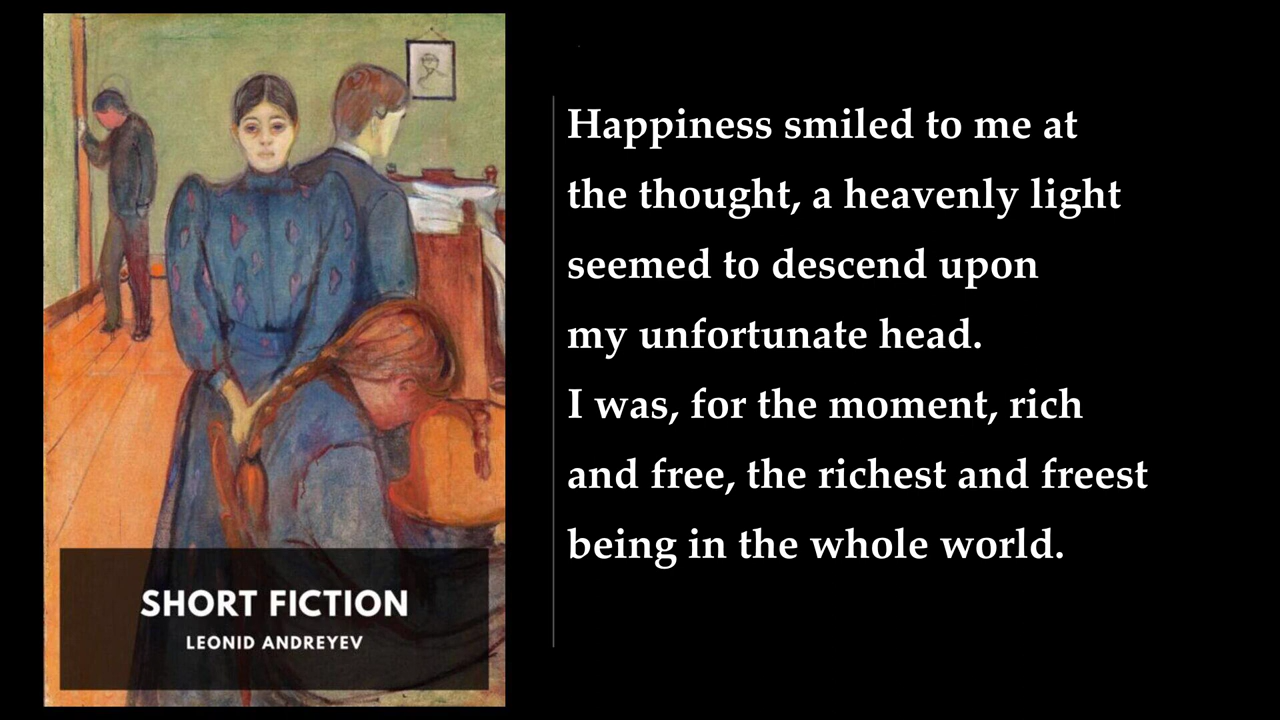 SHORT FICTION
LEONID ANDREYEV
Happiness smiled to me at
the thought, a heavenly light
seemed to descend upon
my unfortunate head.
I was, for the moment, rich
and free, the richest and freest
being in the whole world.